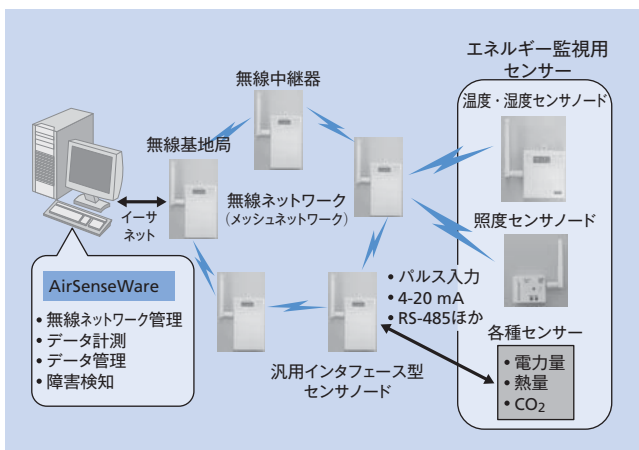 エネルギー監視用
センサー
無線中継器
温度・湿度センサノード
無線基地局
イーサ
ネット
無線ネットワーク
(メッシュネットワーク)
照度センサノード
AirSenseWare
• 無線ネットワーク管理
• データ計測
• データ管理
• 障害検知
• パルス入力
• 4-20 mA
• RS-485ほか
汎用インタフェース型
センサノード
各種センサー
• 電力量
• 熱量
• CO₂